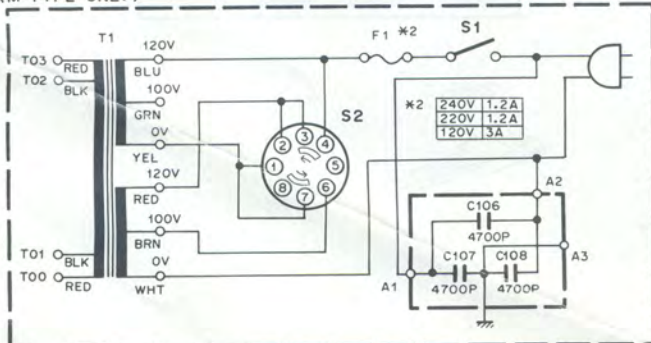 T1
F1 *2
S1
120V
T03
RED
BLU
T02
BLK
100V
GRN
S2
*2
240V 1.2A
220V 1.2A
120V 3A
0V
YEL
1
2
3
4
5
6
7
8
120V
RED
100V
BRN
T01
BLK
0V
T00
RED
WHT
A2
C106
4700P
A3
C107
C108
A1
4700P
4700P